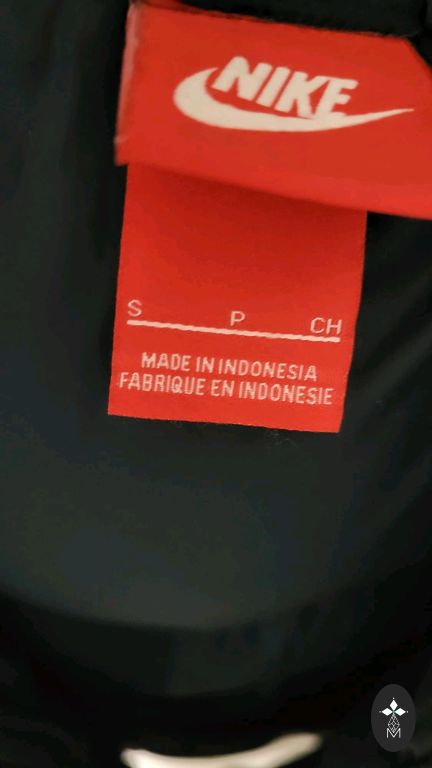 NIKE
S P CH
MADE IN INDONESIA
FABRIQUE EN INDONESIE
M